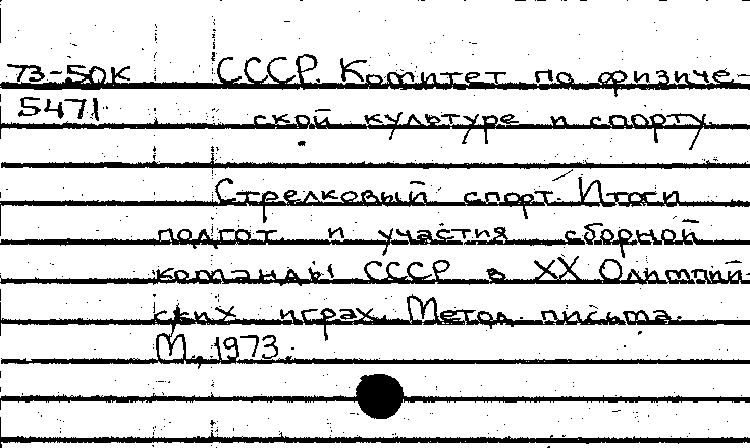 73-50К СССР. Комитет по физиче-
5471 ской культуре и спорту
Стрелковый спорт. Итоги
подгот. и участия сборной
команды СССР в XX Олимпий-
ских играх. Метод. письма.
М., 1973.